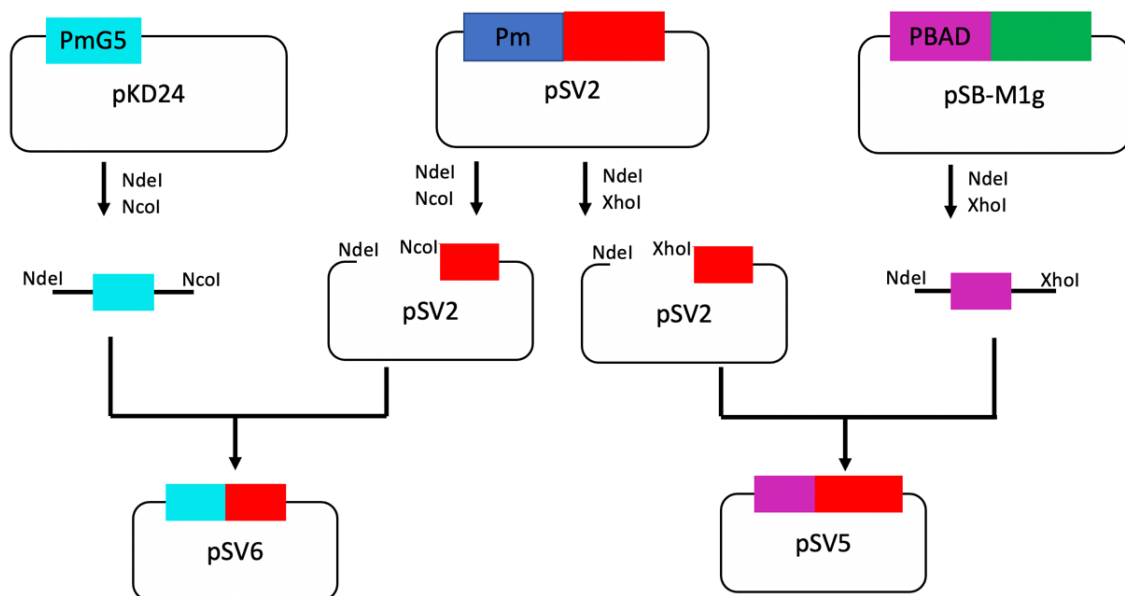 PmG5
pKD24
Pm
pSV2
PBAD
pSB-M1g
NdeI
NcoI
NdeI
NcoI
NdeI
XhoI
NdeI
XhoI
NdeI
NcoI
NdeI
NcoI
pSV2
NdeI
XhoI
pSV2
NdeI
XhoI
pSV6
pSV5